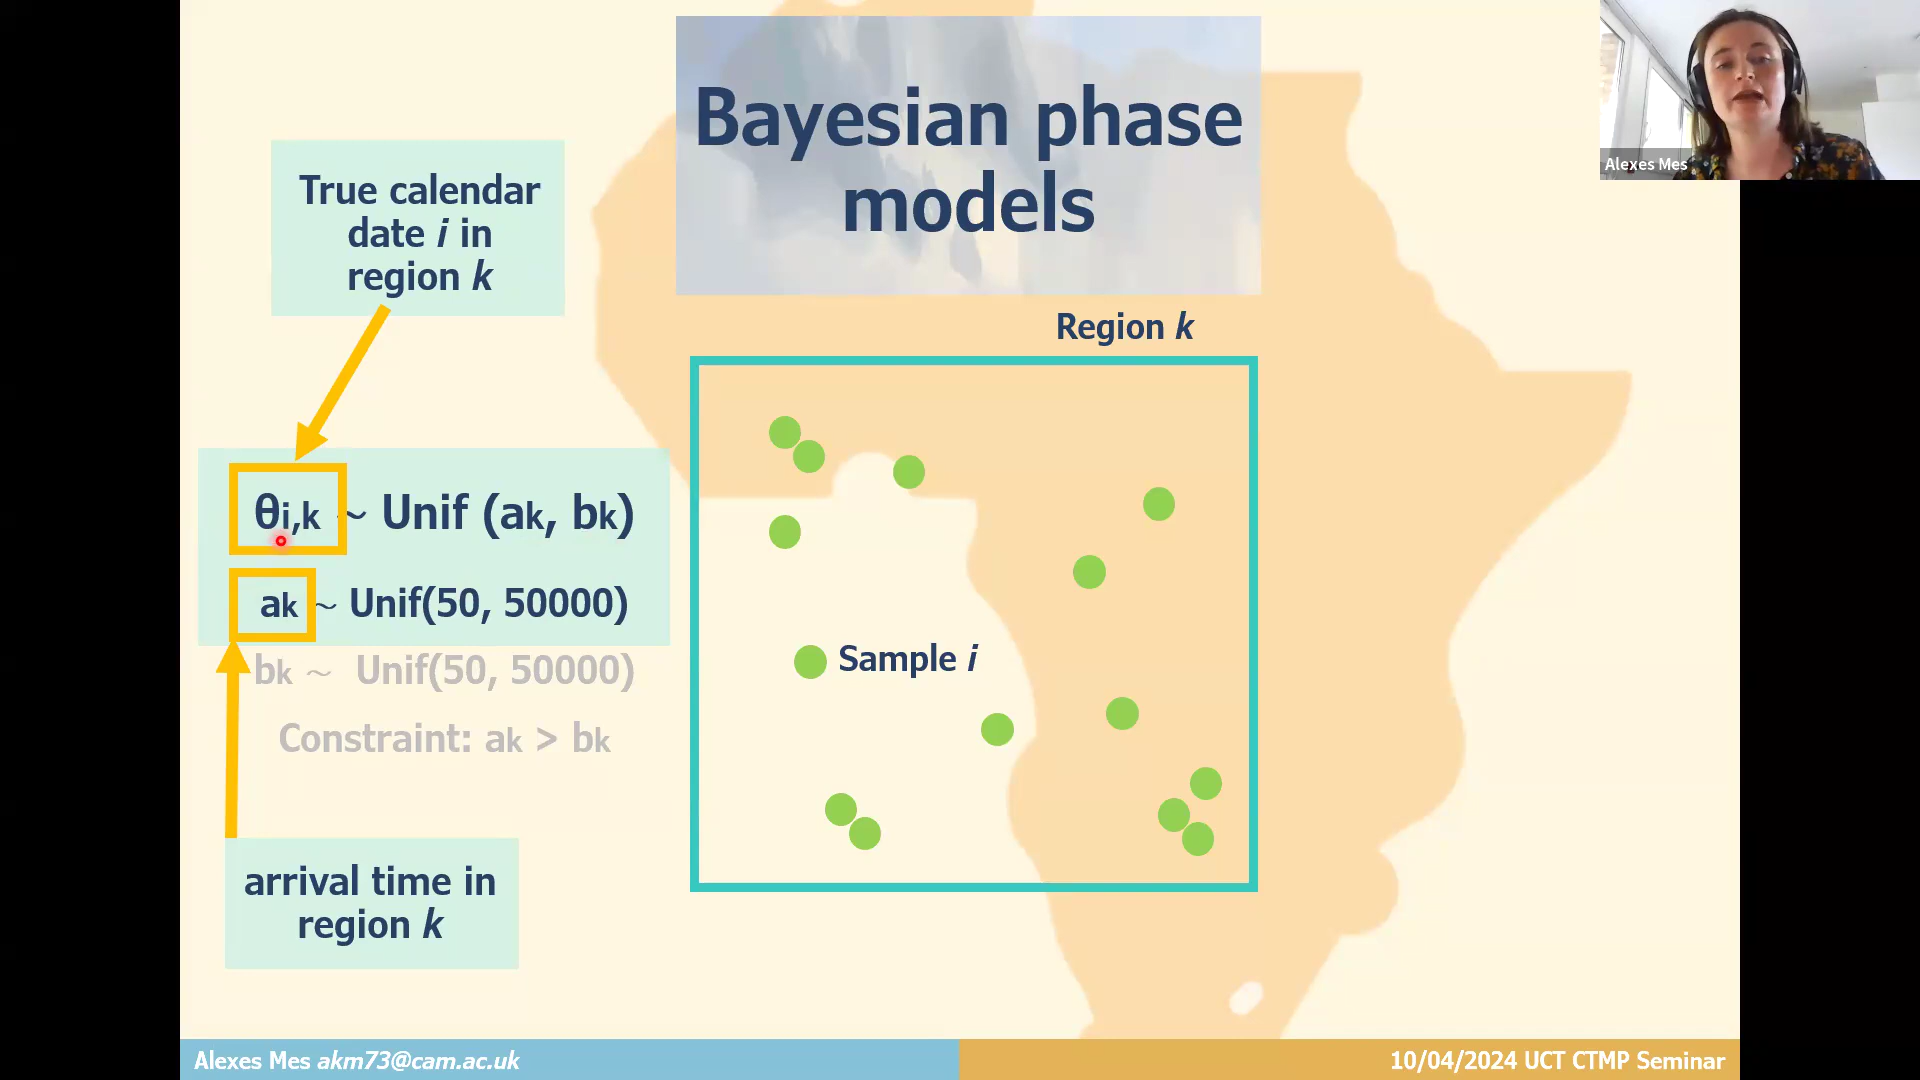 Bayesian phase
models
Alexes Mes
True calendar
date i in
region k
Region k
θi,k ~ Unif (ak, bk)
ak ~ Unif(50, 50000)
bk ~ Unif(50, 50000)
Constraint: ak > bk
Sample i
arrival time in
region k
Alexes Mes akm73@cam.ac.uk
10/04/2024 UCT CTMP Seminar